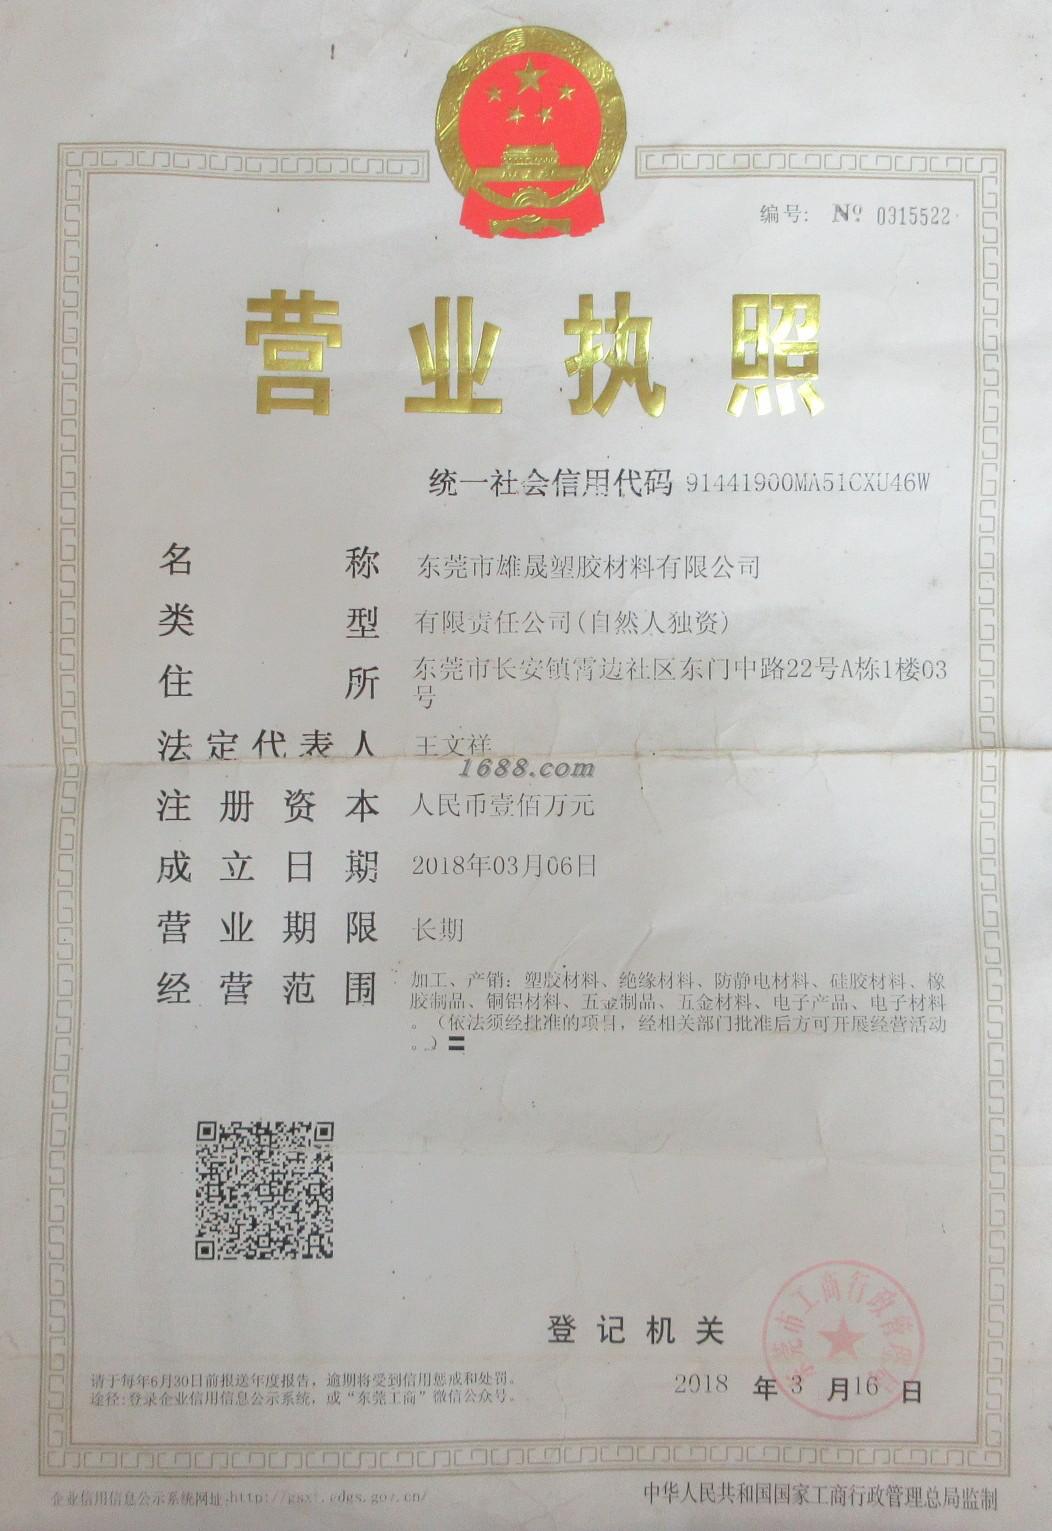 编号: № 0315522
营业执照
统一社会信用代码 91441900MA51CXU46W
名称 东莞市雄晟塑胶材料有限公司
类型 有限责任公司(自然人独资)
住所 东莞市长安镇霄边社区东门中路22号A栋1楼03
号
法定代表人 王文祥
1688.com
注册资本 人民币壹佰万元
成立日期 2018年03月06日
营业期限 长期
经营范围 加工、产销：塑胶材料、绝缘材料、防静电材料、硅胶材料、橡
胶制品、铜铝材料、五金制品、五金材料、电子产品、电子材料
。(依法须经批准的项目，经相关部门批准后方可开展经营活动
。)〓
登记机关
东莞市工商行政管理局
2018 年 3 月 16 日
请于每年6月30日前报送年度报告，逾期将受到信用惩戒和处罚。
途径:登录企业信用信息公示系统，或“东莞工商”微信公众号。
企业信用信息公示系统网址:http://gsxt.gdgs.gov.cn/
中华人民共和国国家工商行政管理总局监制